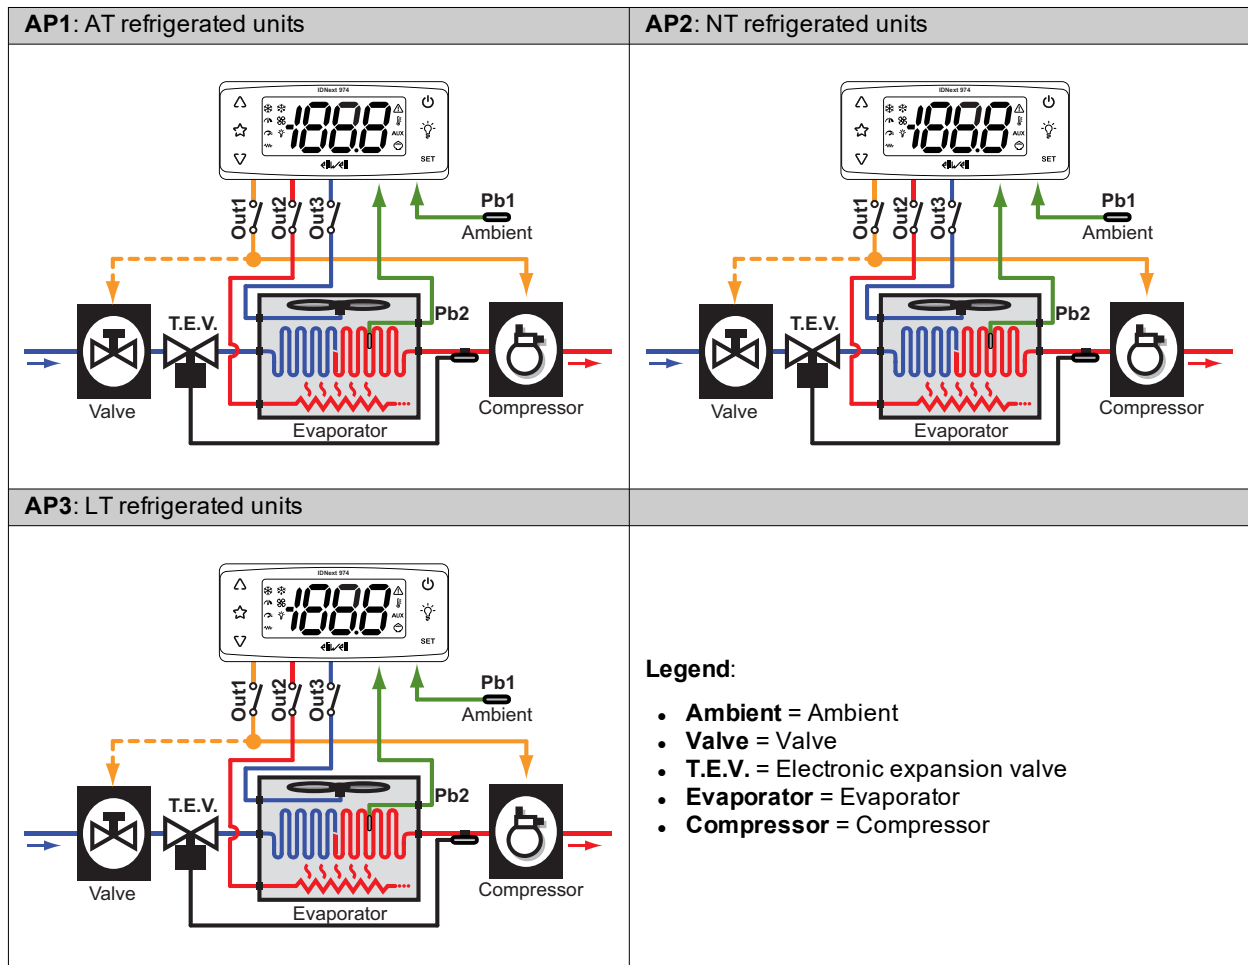 AP1: AT refrigerated units
AP2: NT refrigerated units
IDNext 974
188.8
AUX
SET
eliwell
Out1
Out2
Out3
Pb1
Ambient
T.E.V.
Pb2
Valve
Evaporator
Compressor
IDNext 974
188.8
AUX
SET
eliwell
Out1
Out2
Out3
Pb1
Ambient
T.E.V.
Pb2
Valve
Evaporator
Compressor
AP3: LT refrigerated units
IDNext 974
188.8
AUX
SET
eliwell
Out1
Out2
Out3
Pb1
Ambient
T.E.V.
Pb2
Valve
Evaporator
Compressor
Legend:
• Ambient = Ambient
• Valve = Valve
• T.E.V. = Electronic expansion valve
• Evaporator = Evaporator
• Compressor = Compressor